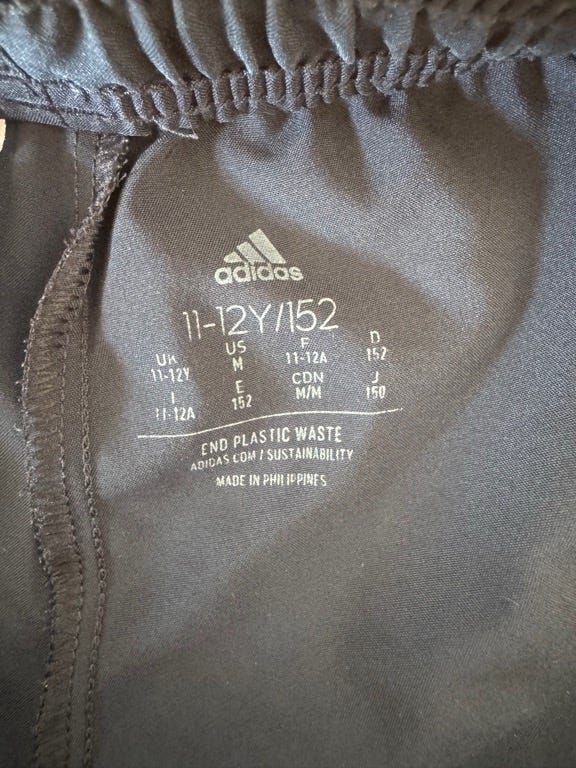 adidas
11-12Y/152
UK US F D
11-12Y M 11-12A 152
I E CDN J
11-12A 152 M/M 150
END PLASTIC WASTE
ADIDAS.COM / SUSTAINABILITY
MADE IN PHILIPPINES